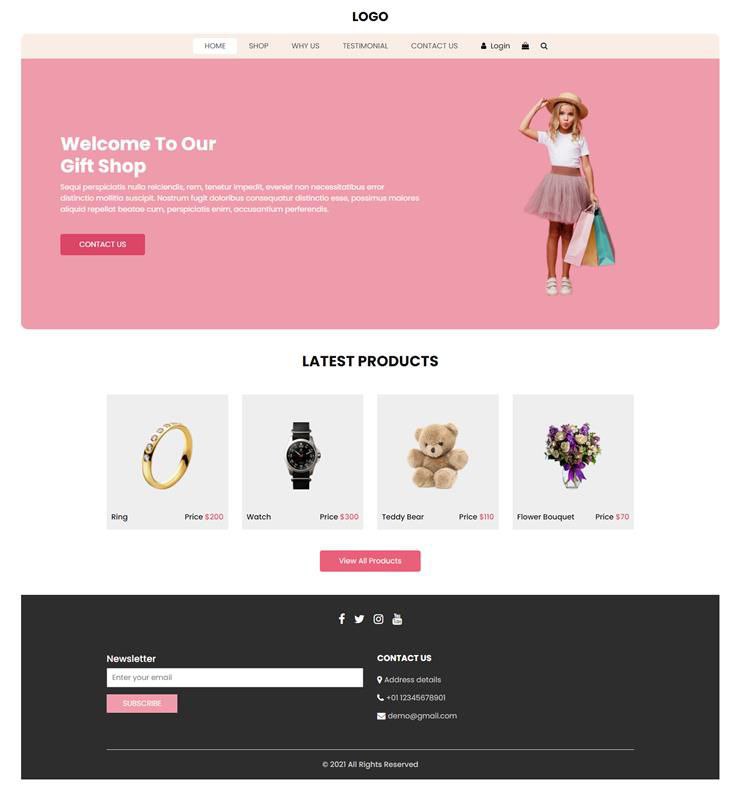 LOGO
HOME SHOP WHY US TESTIMONIAL CONTACT US Login
Welcome To Our
Gift Shop
Sequi perspiciatis nulla reiciendis, rem, tenetur impedit, eveniet non necessitatibus error
distinctio mollitia suscipit. Nostrum fugit doloribus consequatur distinctio esse, possimus maiores
aliquid repellat beatae cum, perspiciatis enim, accusantium perferendis.
CONTACT US
LATEST PRODUCTS
Ring Price $200
Watch Price $300
Teddy Bear Price $110
Flower Bouquet Price $70
View All Products
Newsletter
Enter your email
SUBSCRIBE
CONTACT US
Address details
+01 12345678901
demo@gmail.com
© 2021 All Rights Reserved